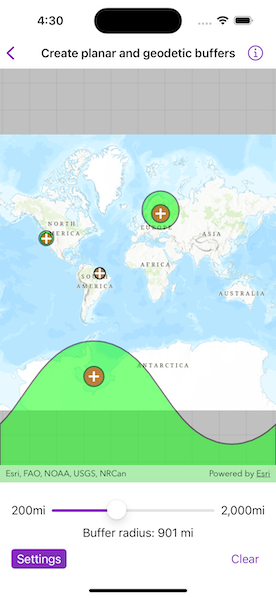 4:30
Create planar and geodetic buffers
NORTH
AMERICA
EUROPE
ASIA
AFRICA
SOUTH
AMERICA
AUSTRALIA
ANTARCTICA
Esri, FAO, NOAA, USGS, NRCan Powered by Esri
200mi 2,000mi
Buffer radius: 901 mi
Settings Clear